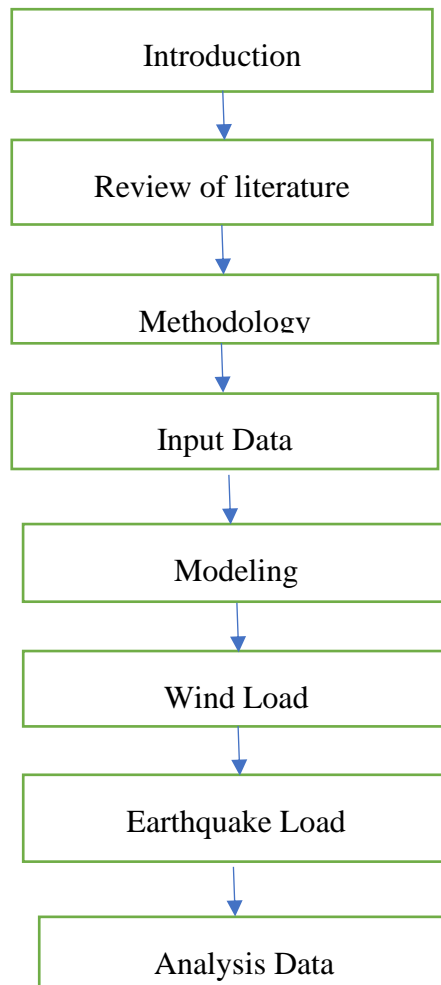 Introduction
Review of literature
Methodology
Input Data
Modeling
Wind Load
Earthquake Load
Analysis Data